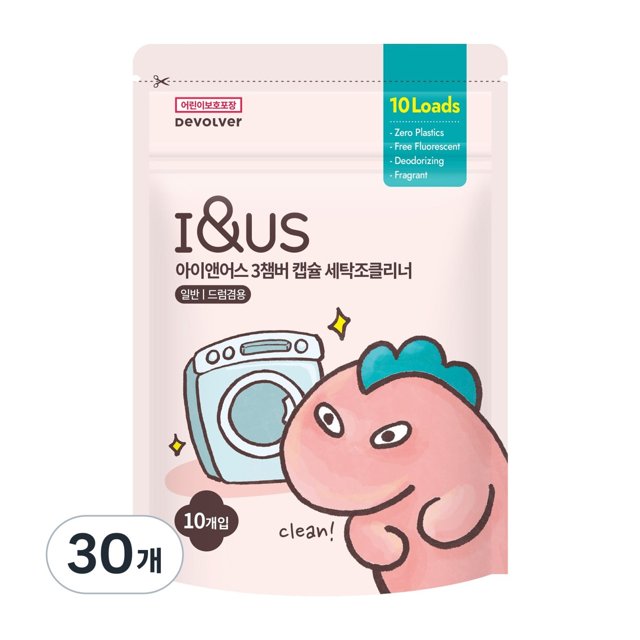 어린이보호포장
DEVOLVER
10 Loads
- Zero Plastics
- Free Fluorescent
- Deodorizing
- Fragrant
I&US
아이앤어스 3챔버 캡슐 세탁조클리너
일반 | 드럼겸용
10개입
clean!
30개